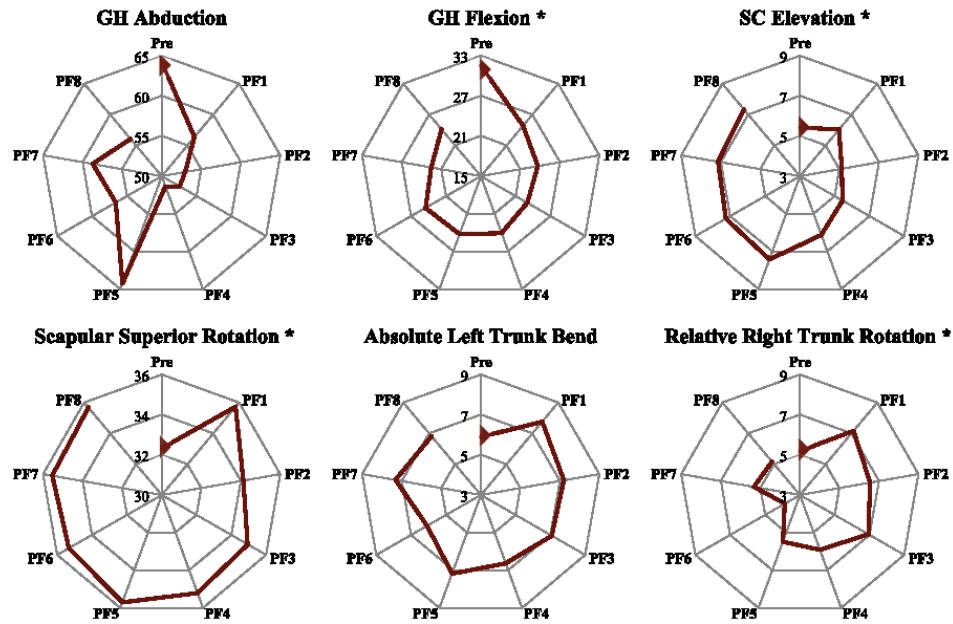 GH Abduction
Pre
65
60
55
50
PF1
PF2
PF3
PF4
PF5
PF6
PF7
PF8
GH Flexion *
Pre
33
27
21
15
PF1
PF2
PF3
PF4
PF5
PF6
PF7
PF8
SC Elevation *
Pre
9
7
5
3
PF1
PF2
PF3
PF4
PF5
PF6
PF7
PF8
Scapular Superior Rotation *
Pre
36
34
32
30
PF1
PF2
PF3
PF4
PF5
PF6
PF7
PF8
Absolute Left Trunk Bend
Pre
9
7
5
3
PF1
PF2
PF3
PF4
PF5
PF6
PF7
PF8
Relative Right Trunk Rotation *
Pre
9
7
5
3
PF1
PF2
PF3
PF4
PF5
PF6
PF7
PF8